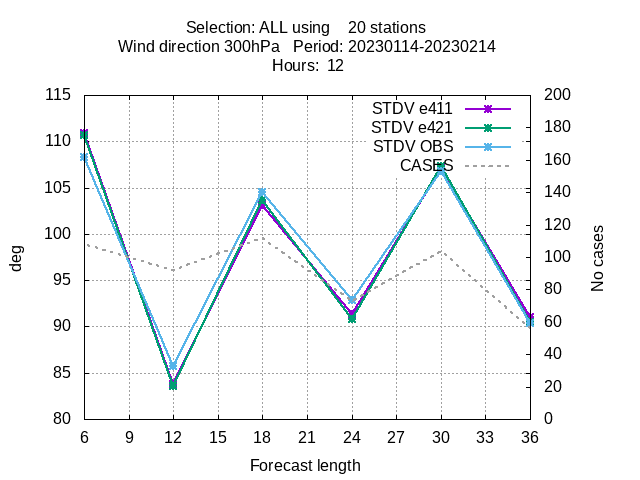 Selection: ALL using    20 stations
Wind direction 300hPa   Period: 20230114-20230214
Hours:  12
STDV e411
STDV e421
STDV OBS
CASES
115
110
105
100
95
90
85
80
200
180
160
140
120
100
80
60
40
20
0
deg
No cases
6 9 12 15 18 21 24 27 30 33 36
Forecast length